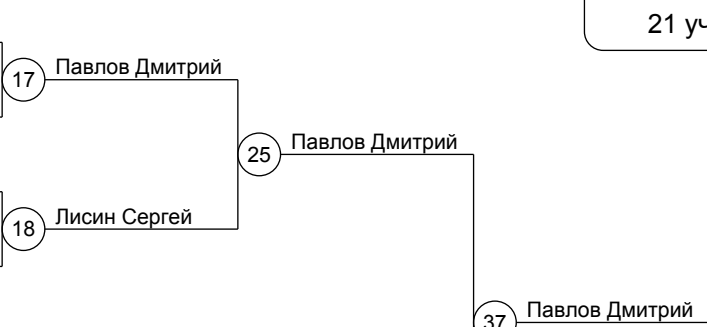 21 уч
17 Павлов Дмитрий
25 Павлов Дмитрий
18 Лисин Сергей
37 Павлов Дмитрий